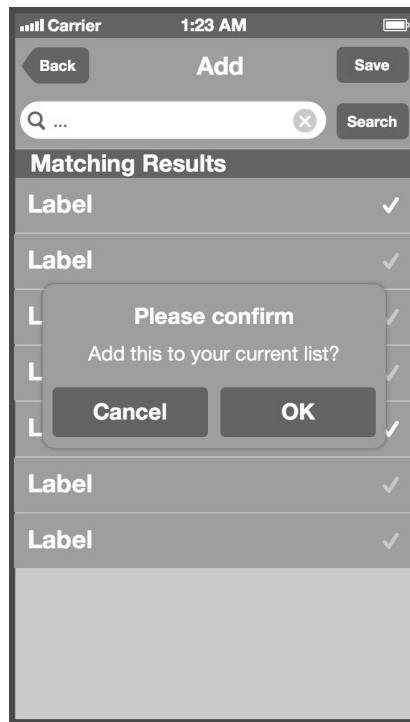 Carrier 1:23 AM
Back Add Save
... Search
Matching Results
Label
Label
L
Please confirm
Add this to your current list?
L
Cancel OK
L
Label
Label